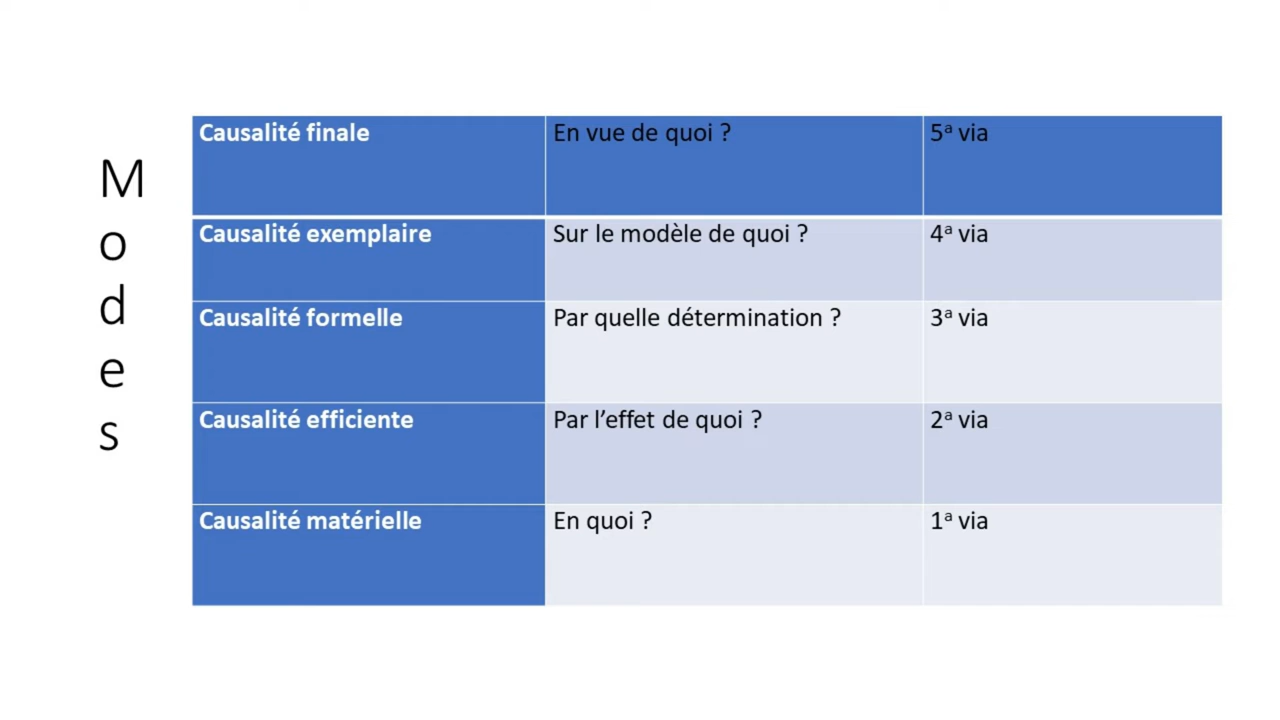 Modes
Causalité finale En vue de quoi ? 5ª via
Causalité exemplaire Sur le modèle de quoi ? 4ª via
Causalité formelle Par quelle détermination ? 3ª via
Causalité efficiente Par l’effet de quoi ? 2ª via
Causalité matérielle En quoi ? 1ª via